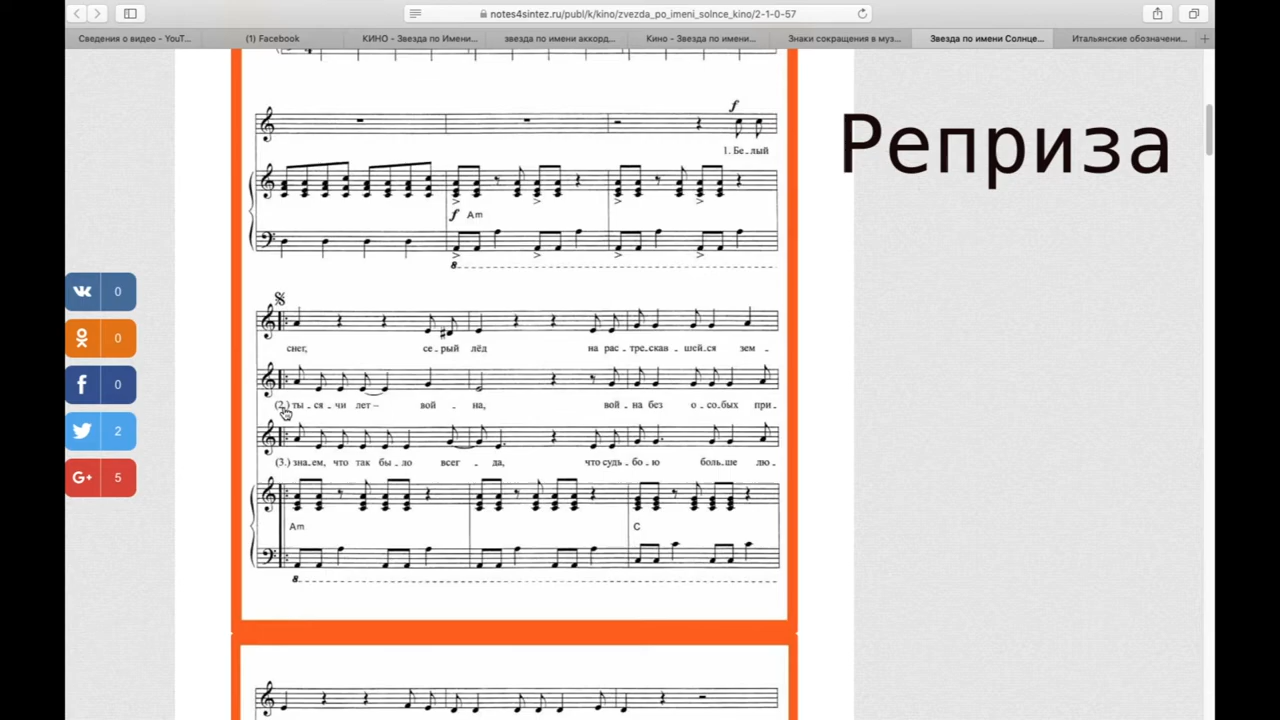 notes4sintez.ru/publ/k/kino/zvezda_po_imeni_solnce_kino/2-1-0-57
Сведения о видео - YouT...
(1) Facebook
КИНО - Звезда по Имени...
звезда по имени аккорд...
Кино - Звезда по имени...
Знаки сокращения в муз...
Звезда по имени Солнце...
Итальянские обозначени...
Реприза
f
1. Бе - лый
f Am
8
снег, се - рый лёд на рас - тре - скав - шей - ся зем -
(2.) ты - ся - чи лет – вой - на, вой - на без о - со - бых при -
(3.) зна - ем, что так бы - ло всег - да, что судь - бо - ю боль - ше лю -
Am C
8
0
0
0
2
G+ 5